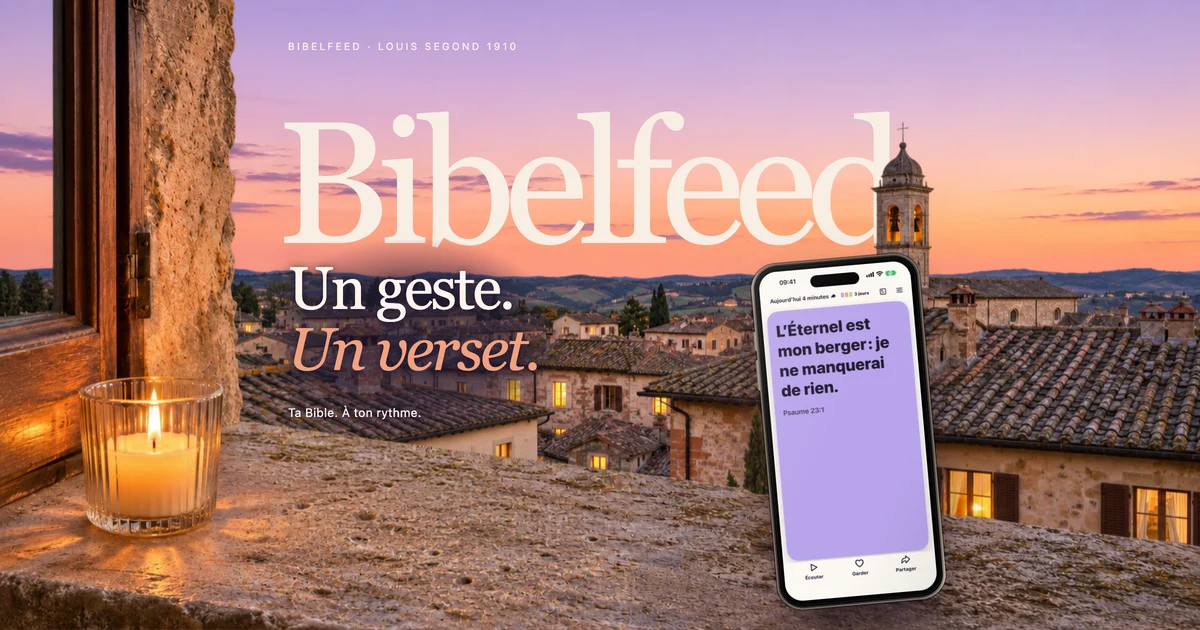 BIBELFEED · LOUIS SEGOND 1910
Bibelfeed
Un geste.
Un verset.
Ta Bible. À ton rythme.
09:41
Aujourd'hui 4 minutes
3 jours
L'Éternel est
mon berger : je
ne manquerai
de rien.
Psaume 23:1
Écouter
Garder
Partager